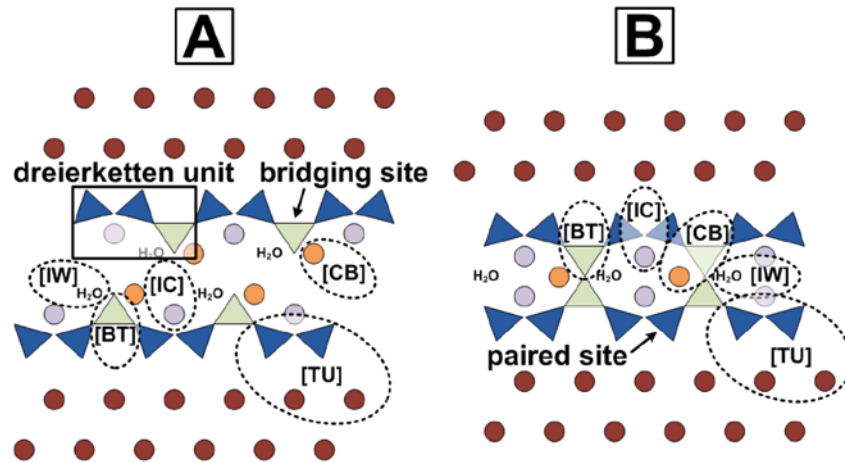 A
B
dreierketten unit
bridging site
[IC]
[BT]
[CB]
H₂O
H₂O
[CB]
[IW]
[IC]
H₂O
H₂O
H₂O
H₂O
[IW]
[BT]
[TU]
paired site
[TU]